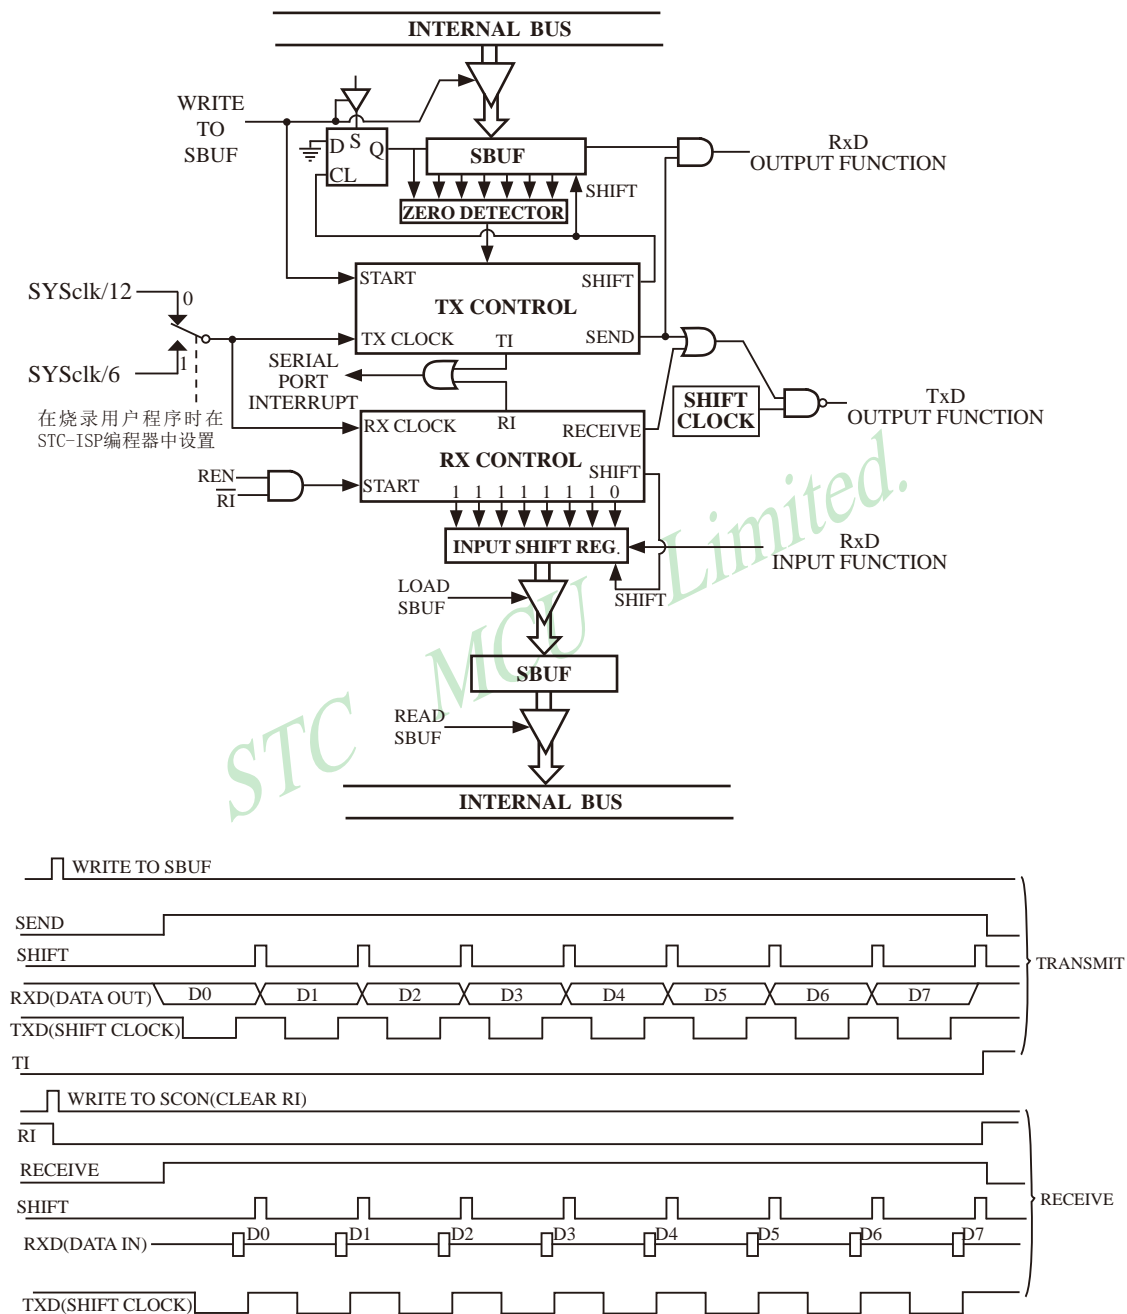 INTERNAL BUS
WRITE
TO
SBUF
D S Q
CL
SBUF
SHIFT
ZERO DETECTOR
RxD
OUTPUT FUNCTION
START
SHIFT
TX CONTROL
TX CLOCK
TI
SEND
SYSclk/12
0
1
SYSclk/6
在烧录用户程序时在
STC-ISP编程器中设置
SERIAL
PORT
INTERRUPT
SHIFT
CLOCK
TxD
OUTPUT FUNCTION
RX CLOCK
RI
RECEIVE
RX CONTROL
SHIFT
START
REN
R̅I̅
1 1 1 1 1 1 1 0
INPUT SHIFT REG.
RxD
INPUT FUNCTION
LOAD
SBUF
SHIFT
SBUF
READ
SBUF
INTERNAL BUS
STC MCU Limited.
WRITE TO SBUF
SEND
SHIFT
RXD(DATA OUT) D0 D1 D2 D3 D4 D5 D6 D7
TXD(SHIFT CLOCK)
TI
TRANSMIT
WRITE TO SCON(CLEAR RI)
RI
RECEIVE
SHIFT
RXD(DATA IN) D0 D1 D2 D3 D4 D5 D6 D7
TXD(SHIFT CLOCK)
RECEIVE